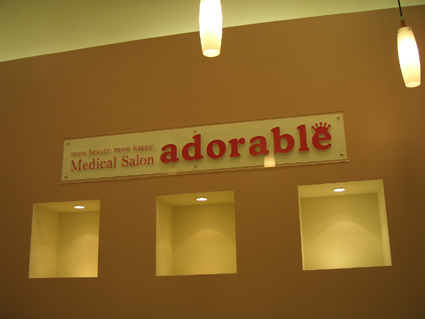 more beauty. more happy.
Medical Salon adorable